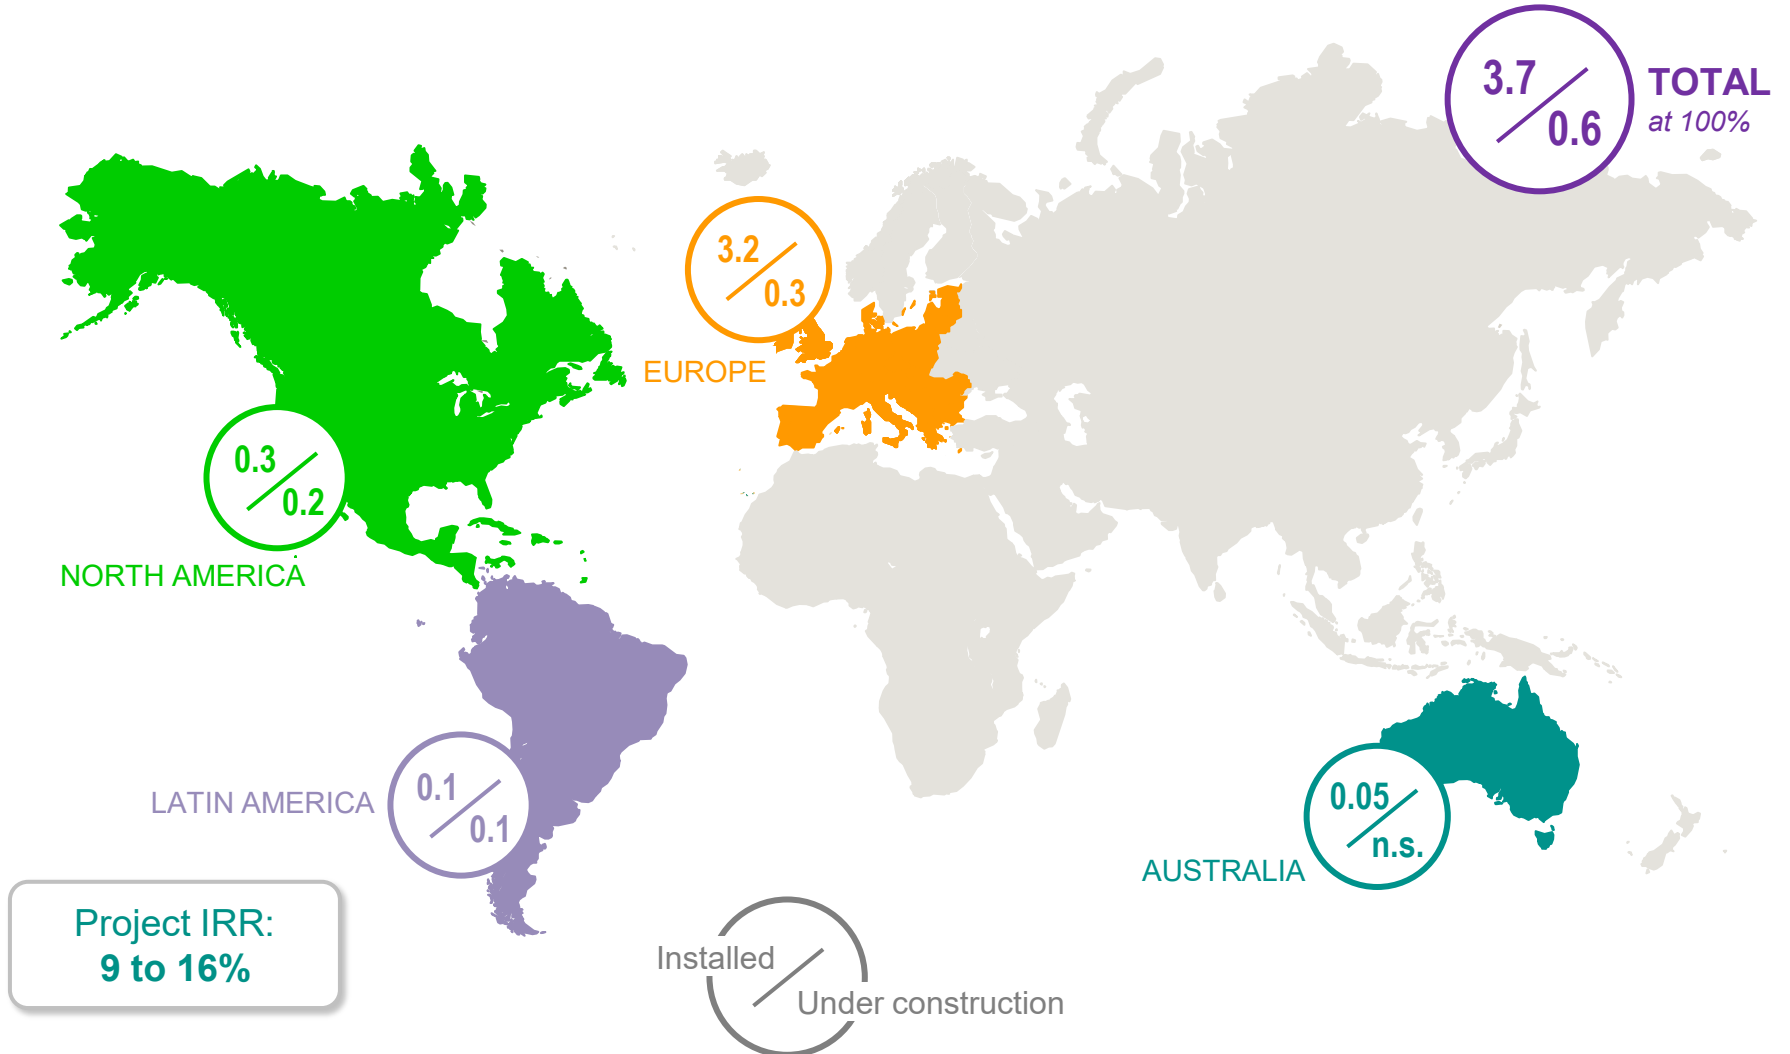 3.7
0.6
TOTAL
at 100%
3.2
0.3
EUROPE
0.3
0.2
NORTH AMERICA
0.1
0.1
LATIN AMERICA
0.05
n.s.
AUSTRALIA
Project IRR:
9 to 16%
Installed
Under construction